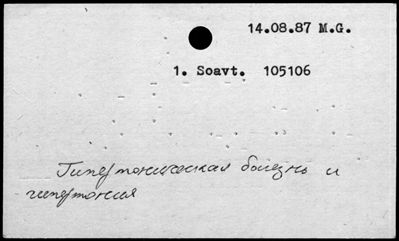 14.08.87 M.G.
1. Soavt. 105106
Гипертоническая болезнь и
гипертония